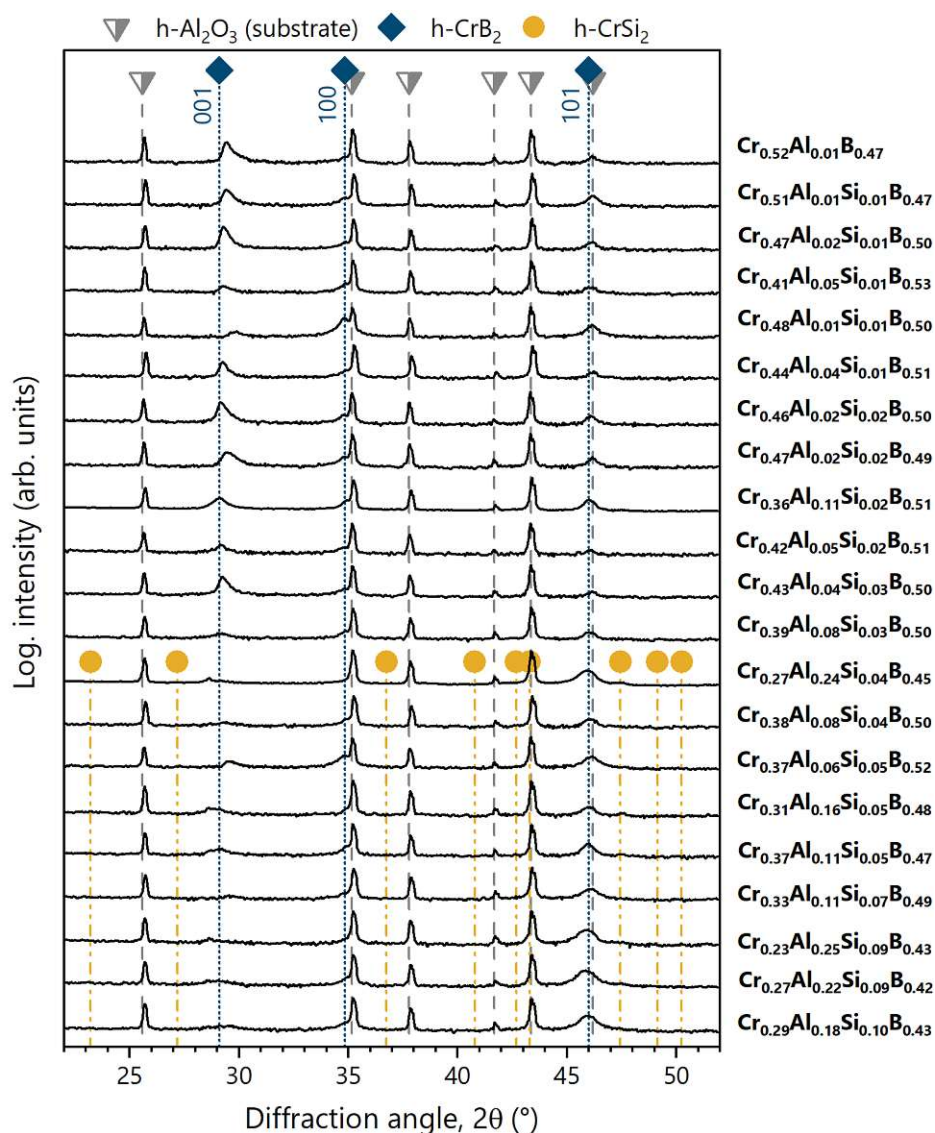 h-Al₂O₃ (substrate) h-CrB₂ h-CrSi₂
001 100 101
Cr₀.₅₂Al₀.₀₁B₀.₄₇
Cr₀.₅₁Al₀.₀₁Si₀.₀₁B₀.₄₇
Cr₀.₄₇Al₀.₀₂Si₀.₀₁B₀.₅₀
Cr₀.₄₁Al₀.₀₅Si₀.₀₁B₀.₅₃
Cr₀.₄₈Al₀.₀₁Si₀.₀₁B₀.₅₀
Cr₀.₄₄Al₀.₀₄Si₀.₀₁B₀.₅₁
Cr₀.₄₆Al₀.₀₂Si₀.₀₂B₀.₅₀
Cr₀.₄₇Al₀.₀₂Si₀.₀₂B₀.₄₉
Cr₀.₃₆Al₀.₁₁Si₀.₀₂B₀.₅₁
Cr₀.₄₂Al₀.₀₅Si₀.₀₂B₀.₅₁
Cr₀.₄₃Al₀.₀₄Si₀.₀₃B₀.₅₀
Cr₀.₃₉Al₀.₀₈Si₀.₀₃B₀.₅₀
Cr₀.₂₇Al₀.₂₄Si₀.₀₄B₀.₄₅
Cr₀.₃₈Al₀.₀₈Si₀.₀₄B₀.₅₀
Cr₀.₃₇Al₀.₀₆Si₀.₀₅B₀.₅₂
Cr₀.₃₁Al₀.₁₆Si₀.₀₅B₀.₄₈
Cr₀.₃₇Al₀.₁₁Si₀.₀₅B₀.₄₇
Cr₀.₃₃Al₀.₁₁Si₀.₀₇B₀.₄₉
Cr₀.₂₃Al₀.₂₅Si₀.₀₉B₀.₄₃
Cr₀.₂₇Al₀.₂₂Si₀.₀₉B₀.₄₂
Cr₀.₂₉Al₀.₁₈Si₀.₁₀B₀.₄₃
Log. intensity (arb. units)
25 30 35 40 45 50
Diffraction angle, 2θ (°)